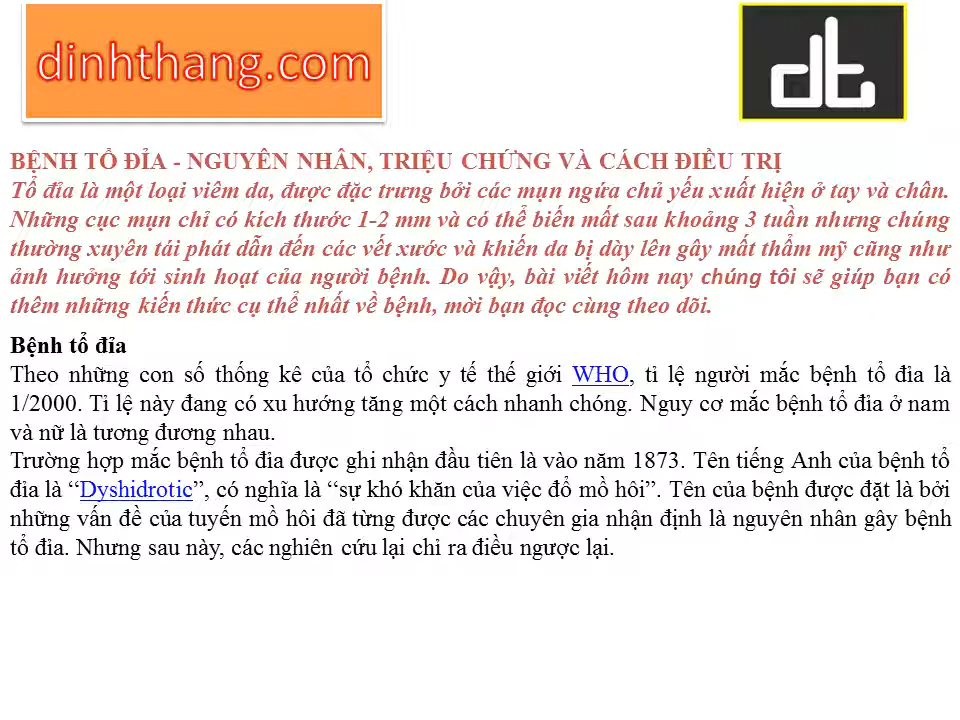 dinhthang.com
dt
BỆNH TỔ ĐỈA - NGUYÊN NHÂN, TRIỆU CHỨNG VÀ CÁCH ĐIỀU TRỊ
Tổ đỉa là một loại viêm da, được đặc trưng bởi các mụn ngứa chủ yếu xuất hiện ở tay và chân.
Những cục mụn chỉ có kích thước 1-2 mm và có thể biến mất sau khoảng 3 tuần nhưng chúng
thường xuyên tái phát dẫn đến các vết xước và khiến da bị dày lên gây mất thẩm mỹ cũng như
ảnh hưởng tới sinh hoạt của người bệnh. Do vậy, bài viết hôm nay chúng tôi sẽ giúp bạn có
thêm những kiến thức cụ thể nhất về bệnh, mời bạn đọc cùng theo dõi.
Bệnh tổ đỉa
Theo những con số thống kê của tổ chức y tế thế giới WHO, tỉ lệ người mắc bệnh tổ đỉa là
1/2000. Tỉ lệ này đang có xu hướng tăng một cách nhanh chóng. Nguy cơ mắc bệnh tổ đỉa ở nam
và nữ là tương đương nhau.
Trường hợp mắc bệnh tổ đỉa được ghi nhận đầu tiên là vào năm 1873. Tên tiếng Anh của bệnh tổ
đỉa là “Dyshidrotic”, có nghĩa là “sự khó khăn của việc đổ mồ hôi”. Tên của bệnh được đặt là bởi
những vấn đề của tuyến mồ hôi đã từng được các chuyên gia nhận định là nguyên nhân gây bệnh
tổ đỉa. Nhưng sau này, các nghiên cứu lại chỉ ra điều ngược lại.